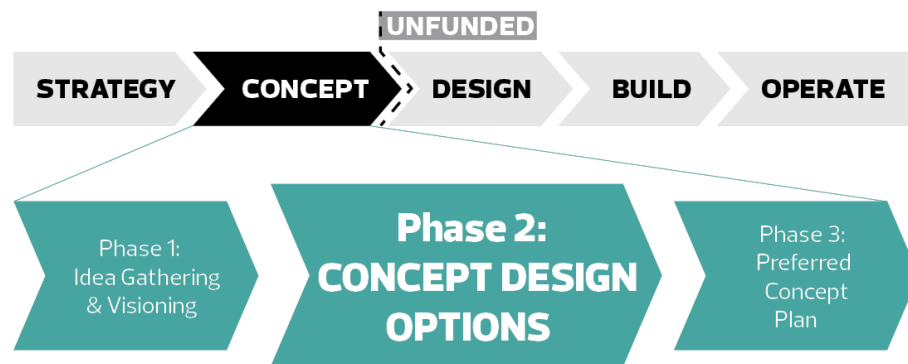 UNFUNDED
STRATEGY
CONCEPT
DESIGN
BUILD
OPERATE
Phase 1:
Idea Gathering
& Visioning
Phase 2:
CONCEPT DESIGN
OPTIONS
Phase 3:
Preferred
Concept
Plan